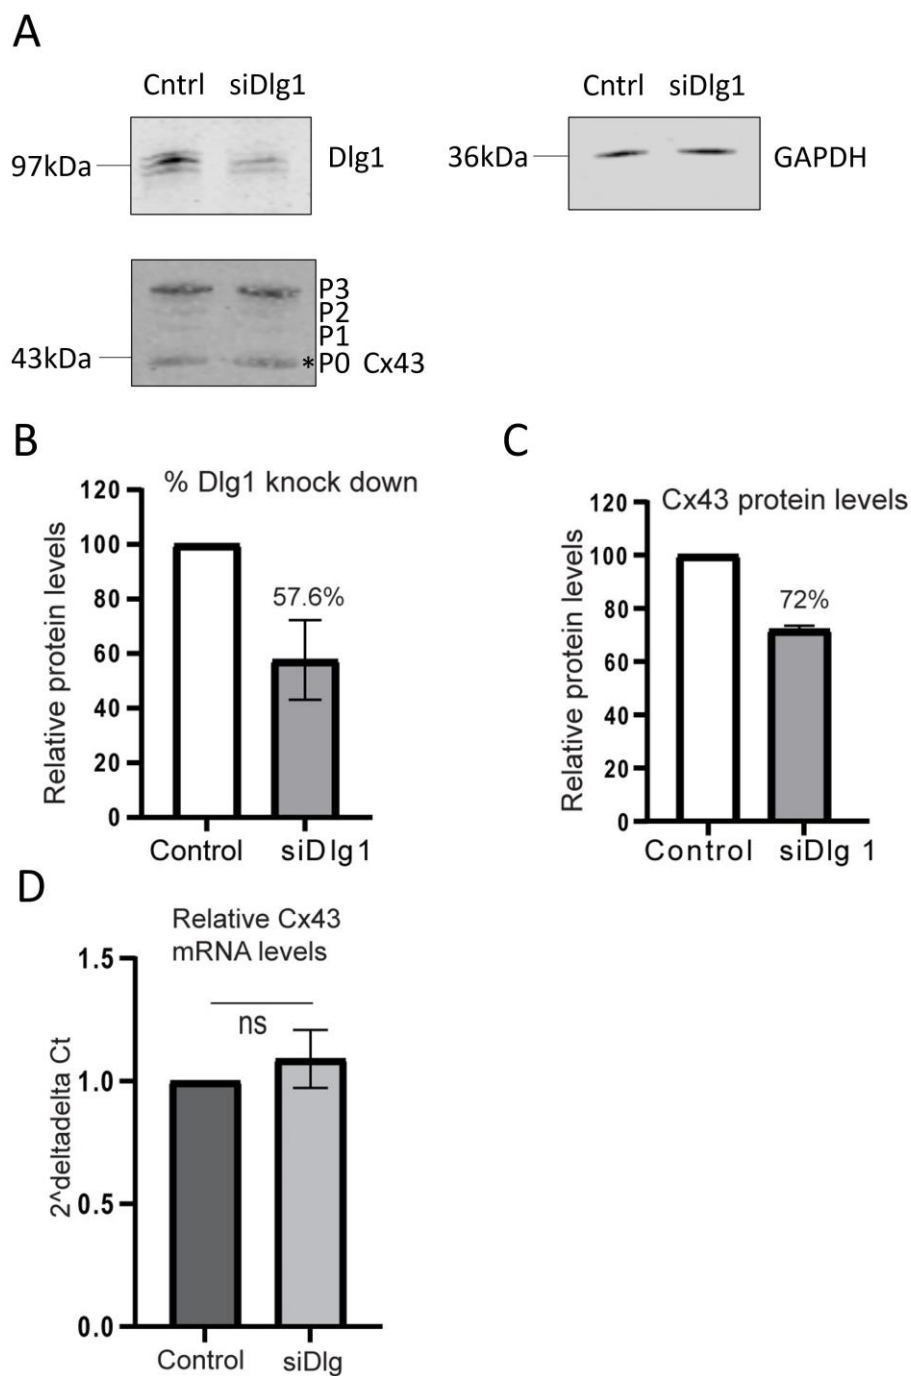 A
Cntrl siDlg1
97kDa Dlg1
Cntrl siDlg1
36kDa GAPDH
P3
P2
P1
43kDa *P0 Cx43
B
% Dlg1 knock down
Relative protein levels
120
100
80
60
40
20
0
57.6%
Control siDlg1
C
Cx43 protein levels
Relative protein levels
120
100
80
60
40
20
0
72%
Control siDlg 1
D
Relative Cx43
mRNA levels
2^deltadelta Ct
1.5
1.0
0.5
0.0
ns
Control siDlg